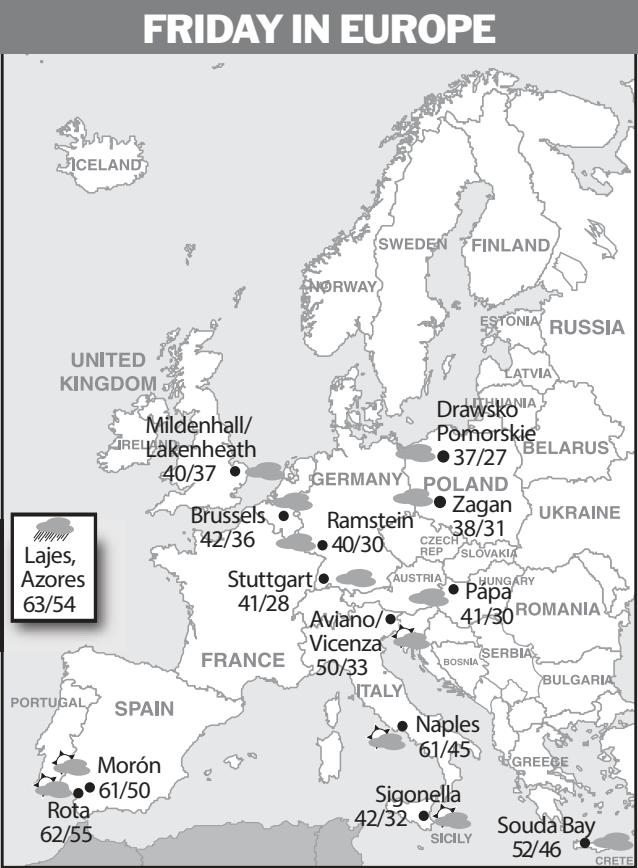 FRIDAY IN EUROPE
ICELAND
SWEDEN
FINLAND
NORWAY
ESTONIA
RUSSIA
UNITED
KINGDOM
LATVIA
LITHUANIA
Drawsko
Pomorskie
37/27
Mildenhall/
Lakenheath
40/37
IRELAND
BELARUS
GERMANY
POLAND
Zagan
38/31
UKRAINE
Brussels
42/36
Ramstein
40/30
Lajes,
Azores
63/54
CZECH
REP
SLOVAKIA
Stuttgart
41/28
AUSTRIA
HUNGARY
Pápa
41/30
ROMANIA
Aviano/
Vicenza
50/33
FRANCE
BOSNIA
SERBIA
BULGARIA
ITALY
PORTUGAL
SPAIN
Naples
61/45
GREECE
Morón
61/50
Rota
62/55
Sigonella
42/32
SICILY
Souda Bay
52/46
CRETE